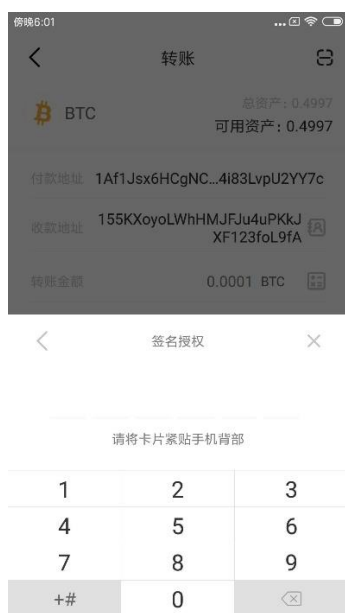 傍晚6:01
转账
BTC
总资产：0.4997
可用资产：0.4997
付款地址 1Af1Jsx6HCgNC...4i83LvpU2YY7c
收款地址 155KXoyoLWhHMJFJu4uPKkJ
XF123foL9fA
转账金额 0.0001 BTC
签名授权
请将卡片紧贴手机背部
1 2 3
4 5 6
7 8 9
+# 0